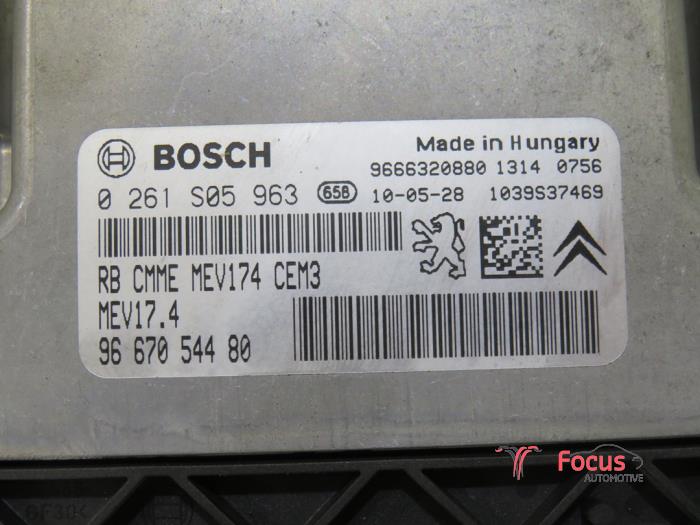 BOSCH
Made in Hungary
9666320880 1314 0756
0 261 S05 963 658 10-05-28 1039S37469
RB CMME MEV174 CEM3
MEV17.4
96 670 544 80
Focus
AUTOMOTIVE